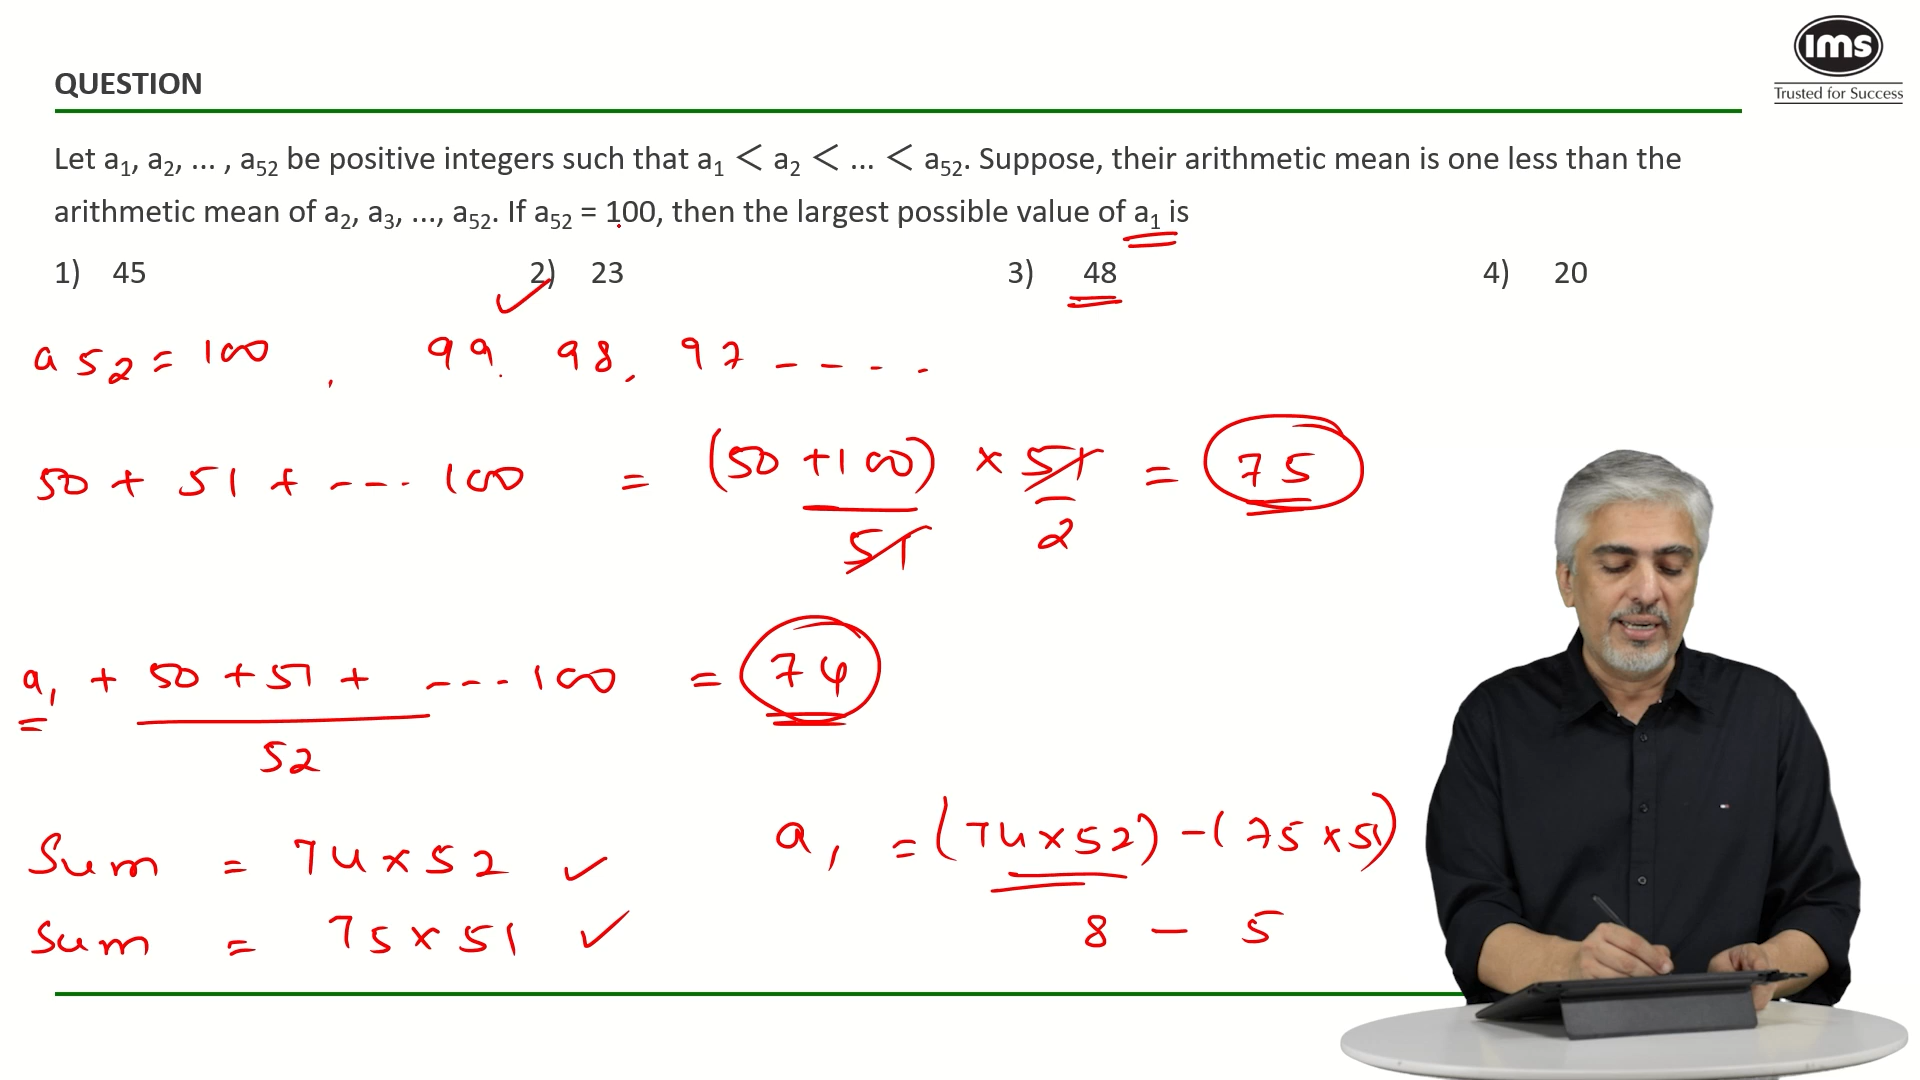 ims
Trusted for Success
QUESTION
Let a1, a2, ... , a52 be positive integers such that a1 < a2 < ... < a52. Suppose, their arithmetic mean is one less than the
arithmetic mean of a2, a3, ..., a52. If a52 = 100, then the largest possible value of a1 is
1) 45 2) 23 3) 48 4) 20
a52 = 100 , 99. 98, 97 - - - -
50 + 51 + --- 100 = (50 + 100) × 51 = 75
51 2
a1 + 50 + 51 + --- 100 = 74
52
Sum = 74 × 52 a1 = (74 × 52) - (75 × 51)
Sum = 75 × 51 8 - 5